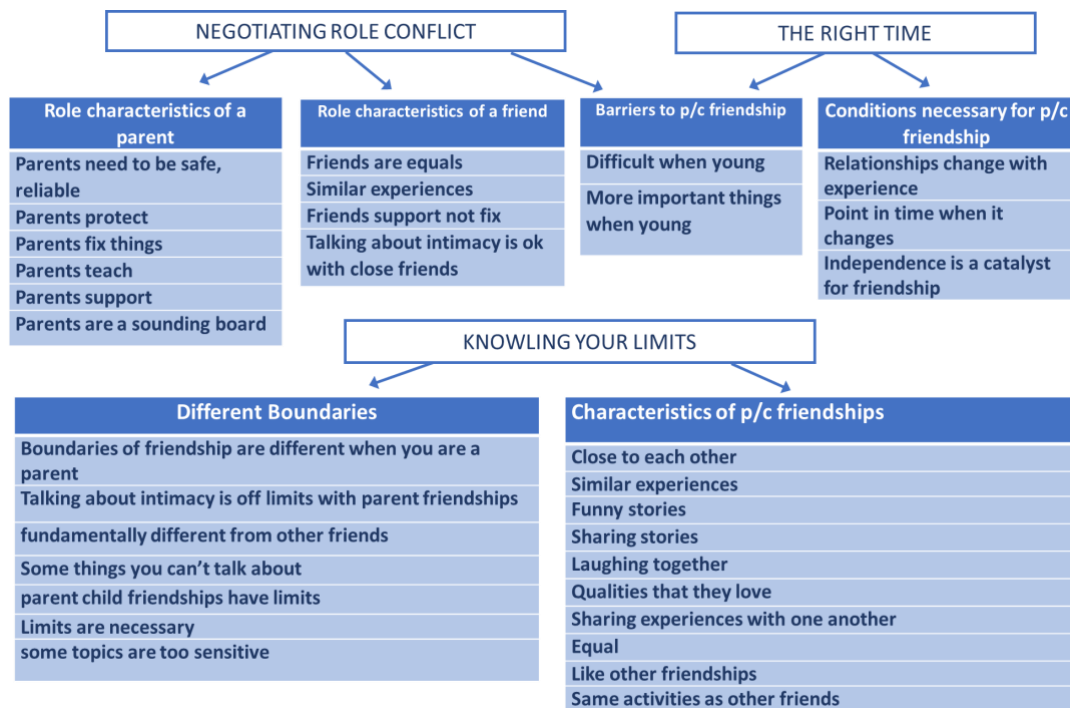 NEGOTIATING ROLE CONFLICT
THE RIGHT TIME
Role characteristics of a
parent
Parents need to be safe,
reliable
Parents protect
Parents fix things
Parents teach
Parents support
Parents are a sounding board
Role characteristics of a friend
Friends are equals
Similar experiences
Friends support not fix
Talking about intimacy is ok
with close friends
Barriers to p/c friendship
Difficult when young
More important things
when young
Conditions necessary for p/c
friendship
Relationships change with
experience
Point in time when it
changes
Independence is a catalyst
for friendship
KNOWLING YOUR LIMITS
Different Boundaries
Boundaries of friendship are different when you are a
parent
Talking about intimacy is off limits with parent friendships
fundamentally different from other friends
Some things you can’t talk about
parent child friendships have limits
Limits are necessary
some topics are too sensitive
Characteristics of p/c friendships
Close to each other
Similar experiences
Funny stories
Sharing stories
Laughing together
Qualities that they love
Sharing experiences with one another
Equal
Like other friendships
Same activities as other friends